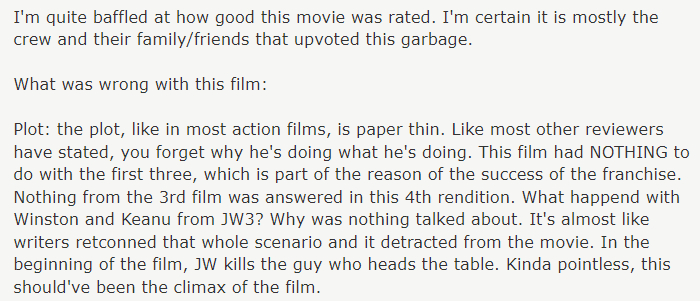 I'm quite baffled at how good this movie was rated. I'm certain it is mostly the
crew and their family/friends that upvoted this garbage.
What was wrong with this film:
Plot: the plot, like in most action films, is paper thin. Like most other reviewers
have stated, you forget why he's doing what he's doing. This film had NOTHING to
do with the first three, which is part of the reason of the success of the franchise.
Nothing from the 3rd film was answered in this 4th rendition. What happend with
Winston and Keanu from JW3? Why was nothing talked about. It's almost like
writers retconned that whole scenario and it detracted from the movie. In the
beginning of the film, JW kills the guy who heads the table. Kinda pointless, this
should've been the climax of the film.